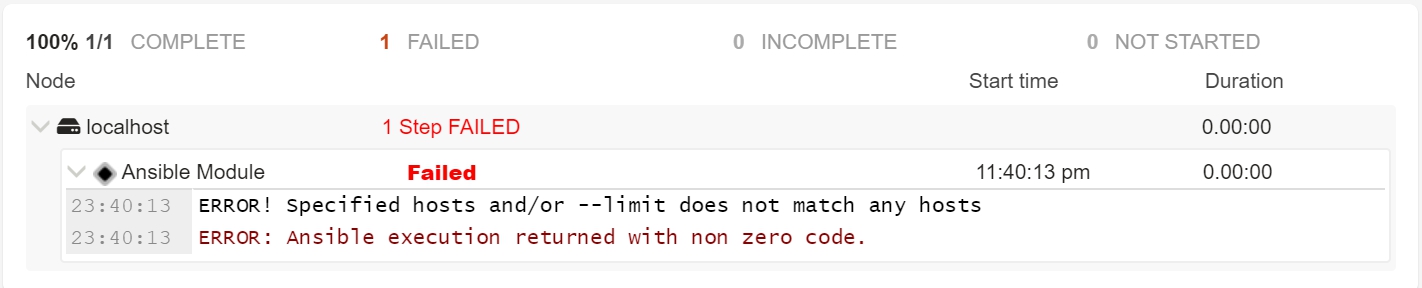 100% 1/1 COMPLETE 1 FAILED 0 INCOMPLETE 0 NOT STARTED
Node Start time Duration
localhost 1 Step FAILED 0.00:00
Ansible Module Failed 11:40:13 pm 0.00:00
23:40:13 ERROR! Specified hosts and/or --limit does not match any hosts
23:40:13 ERROR: Ansible execution returned with non zero code.